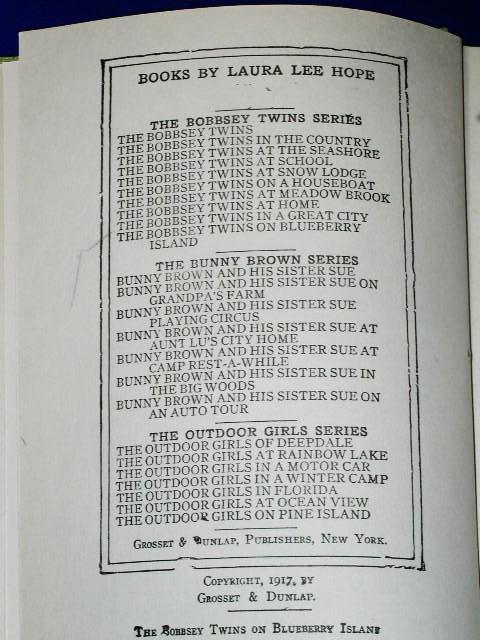 BOOKS BY LAURA LEE HOPE
THE BOBBSEY TWINS SERIES
THE BOBBSEY TWINS
THE BOBBSEY TWINS IN THE COUNTRY
THE BOBBSEY TWINS AT THE SEASHORE
THE BOBBSEY TWINS AT SCHOOL
THE BOBBSEY TWINS AT SNOW LODGE
THE BOBBSEY TWINS ON A HOUSEBOAT
THE BOBBSEY TWINS AT MEADOW BROOK
THE BOBBSEY TWINS AT HOME
THE BOBBSEY TWINS IN A GREAT CITY
THE BOBBSEY TWINS ON BLUEBERRY
ISLAND
THE BUNNY BROWN SERIES
BUNNY BROWN AND HIS SISTER SUE
BUNNY BROWN AND HIS SISTER SUE ON
GRANDPA'S FARM
BUNNY BROWN AND HIS SISTER SUE
PLAYING CIRCUS
BUNNY BROWN AND HIS SISTER SUE AT
AUNT LU'S CITY HOME
BUNNY BROWN AND HIS SISTER SUE AT
CAMP REST-A-WHILE
BUNNY BROWN AND HIS SISTER SUE IN
THE BIG WOODS
BUNNY BROWN AND HIS SISTER SUE ON
AN AUTO TOUR
THE OUTDOOR GIRLS SERIES
THE OUTDOOR GIRLS OF DEEPDALE
THE OUTDOOR GIRLS AT RAINBOW LAKE
THE OUTDOOR GIRLS IN A MOTOR CAR
THE OUTDOOR GIRLS IN A WINTER CAMP
THE OUTDOOR GIRLS IN FLORIDA
THE OUTDOOR GIRLS AT OCEAN VIEW
THE OUTDOOR GIRLS ON PINE ISLAND
GROSSET & DUNLAP, PUBLISHERS, NEW YORK.
COPYRIGHT, 1917, BY
GROSSET & DUNLAP.
THE BOBBSEY TWINS ON BLUEBERRY ISLAND